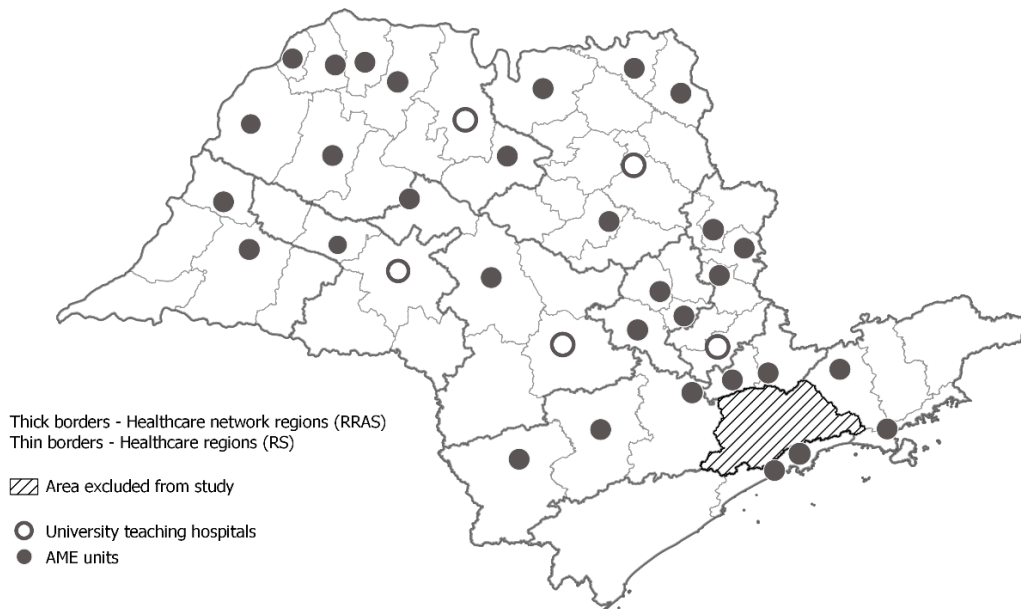 Thick borders - Healthcare network regions (RRAS)
Thin borders - Healthcare regions (RS)
Area excluded from study
University teaching hospitals
AME units